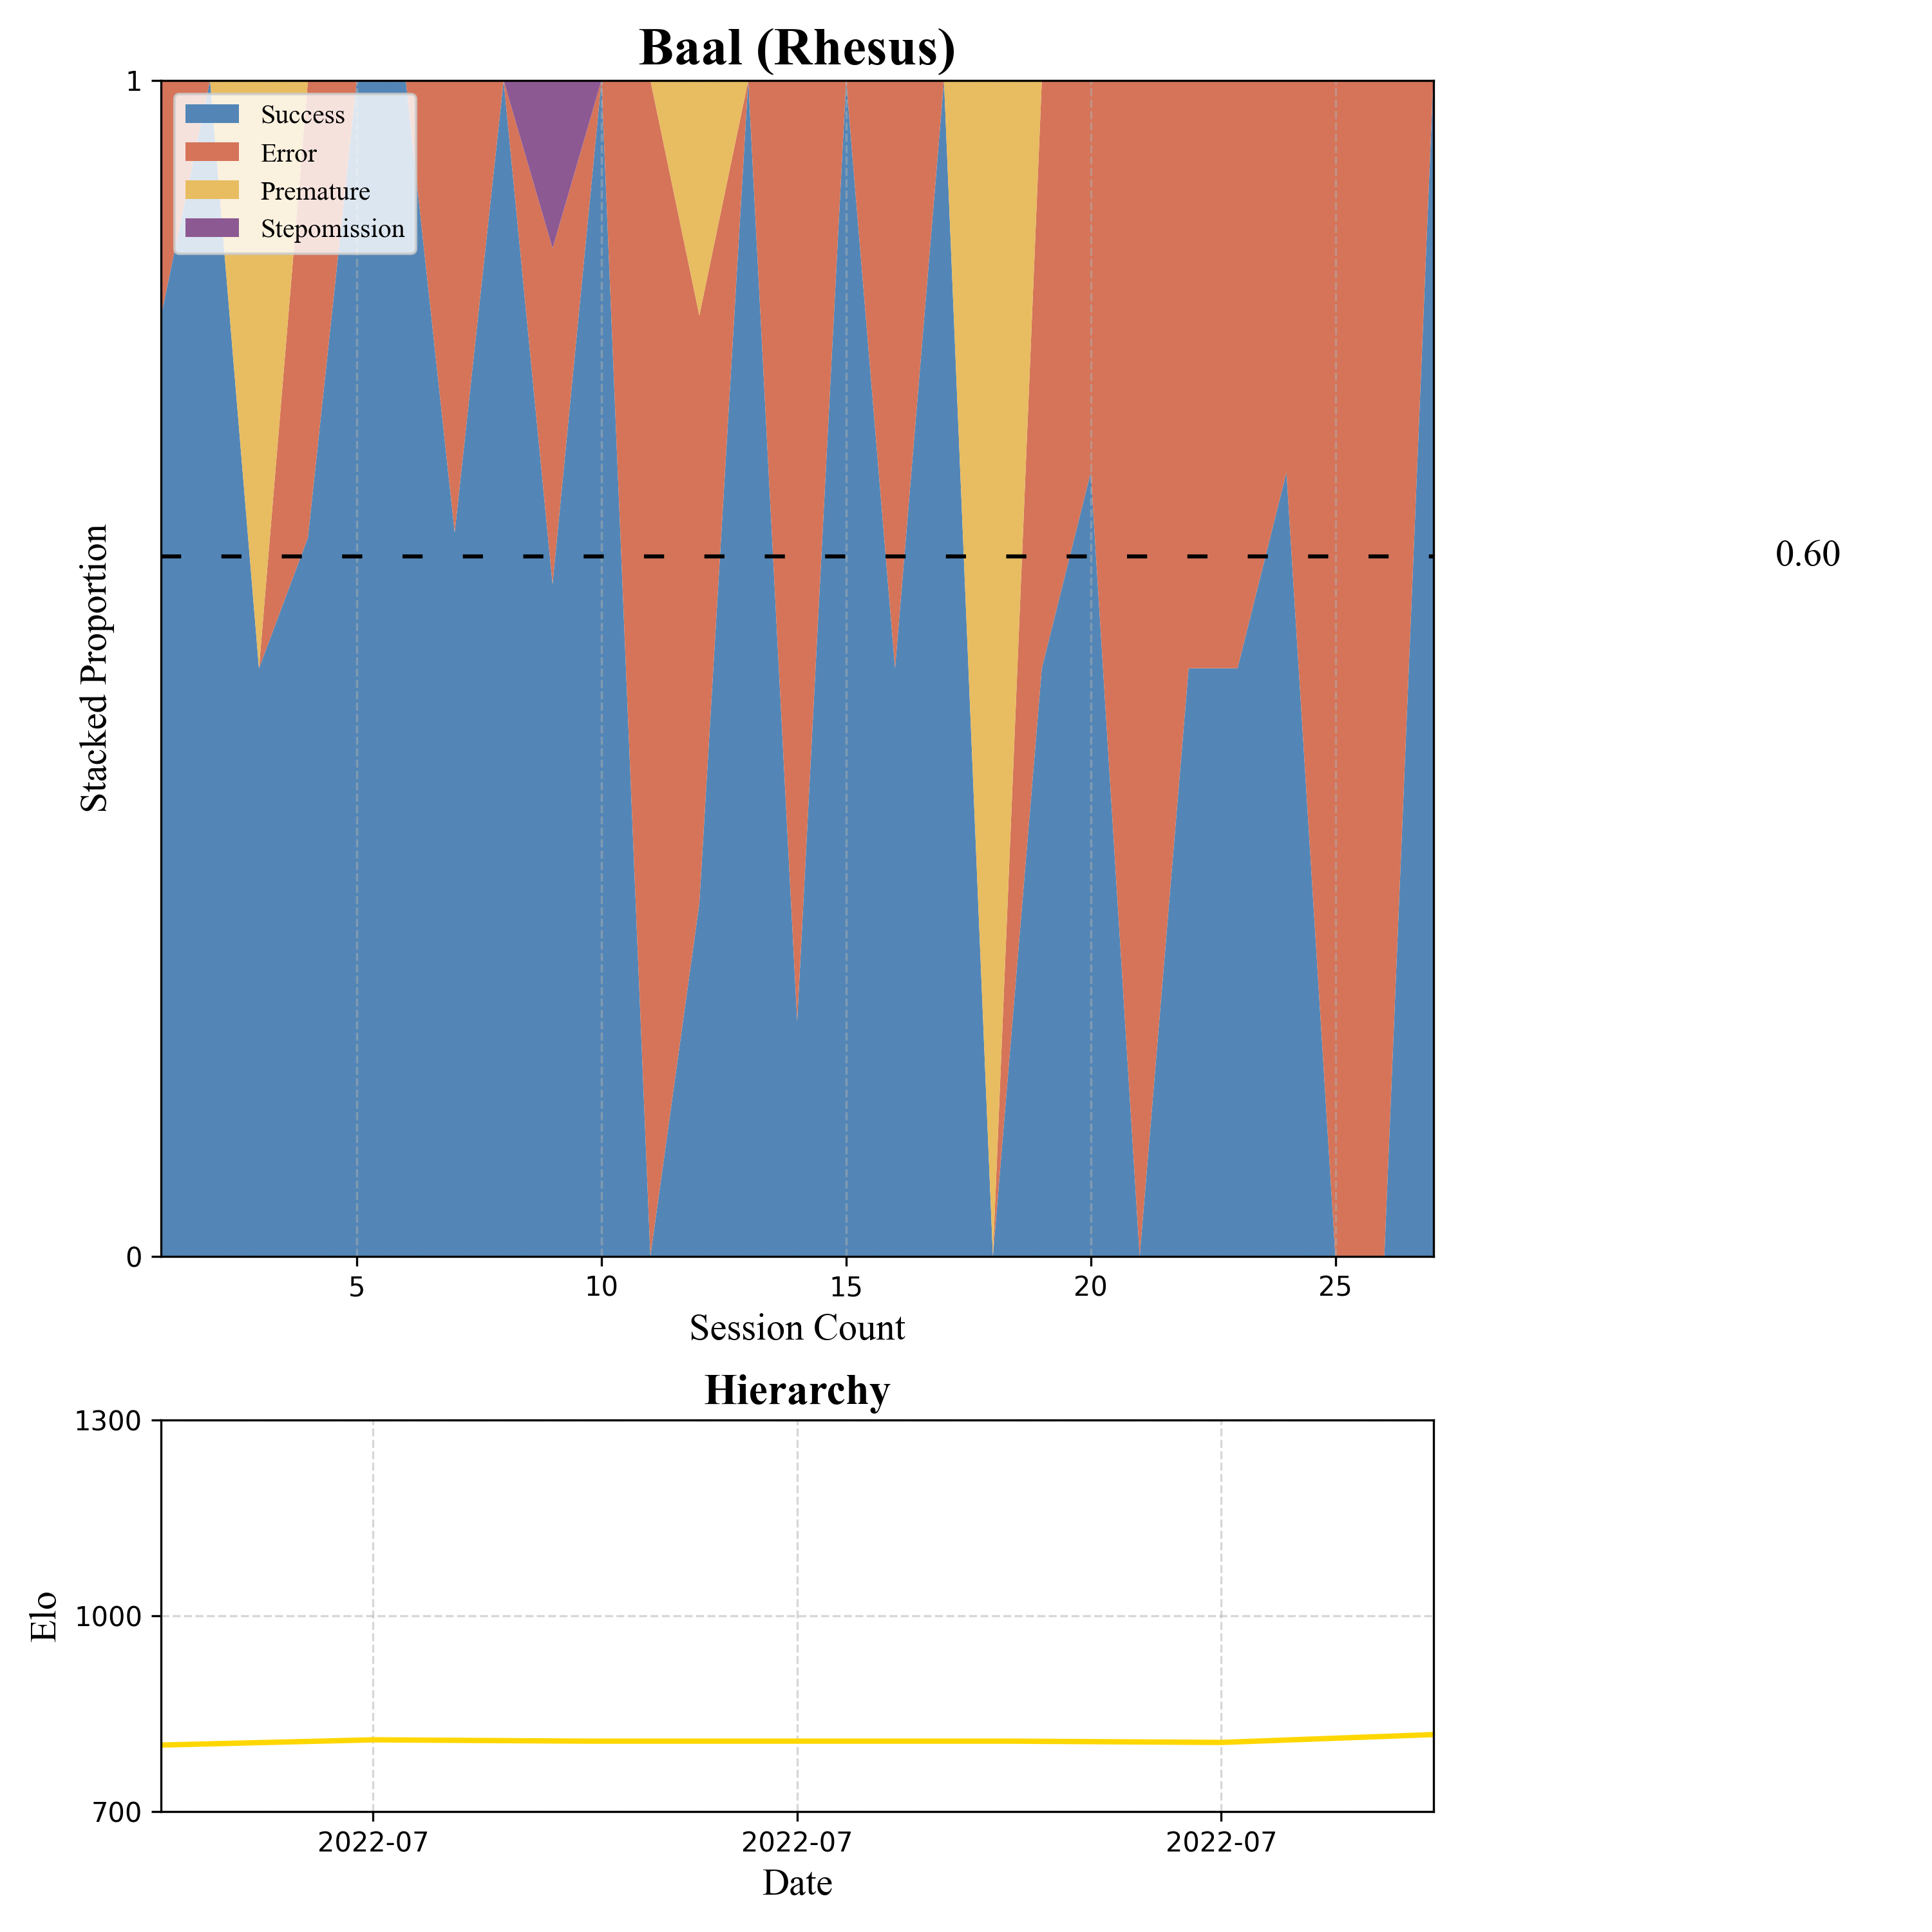 Baal (Rhesus)
1
Success
Error
Premature
Stepomission
Stacked Proportion
0.60
0
5 10 15 20 25
Session Count
Hierarchy
1300
Elo
1000
700
2022-07 2022-07 2022-07
Date